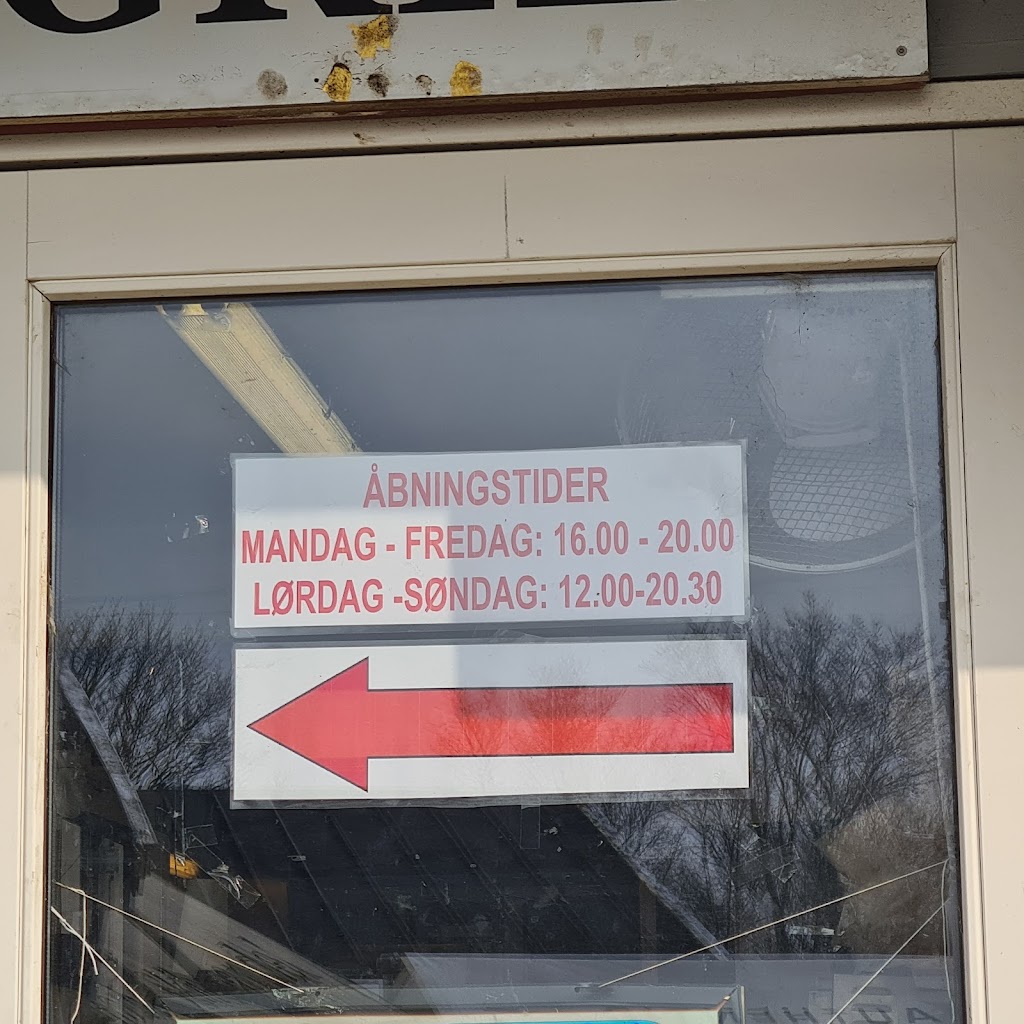 ÅBNINGSTIDER
MANDAG - FREDAG: 16.00 - 20.00
LØRDAG -SØNDAG: 12.00-20.30